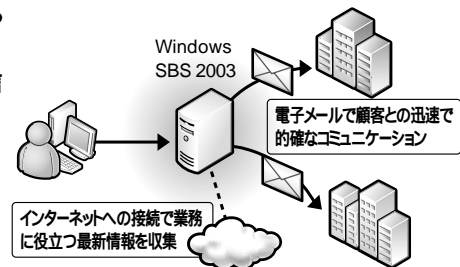 Windows
SBS 2003
電子メールで顧客との迅速で
的確なコミュニケーション
インターネットへの接続で業務
に役立つ最新情報を収集